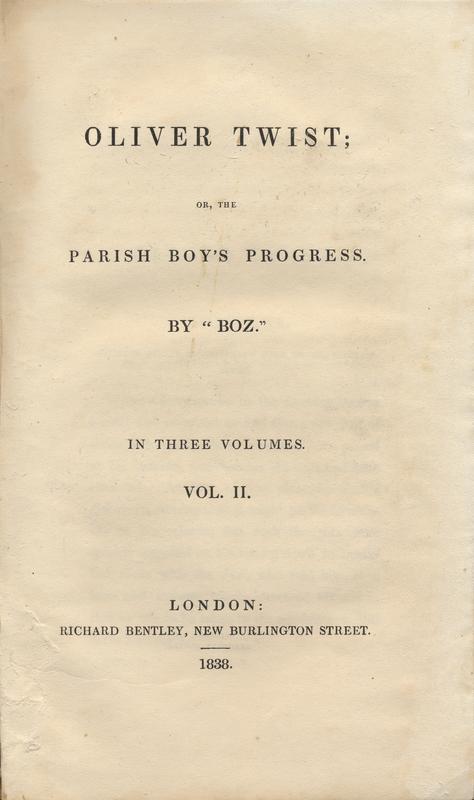 OLIVER TWIST;
OR, THE
PARISH BOY'S PROGRESS.
BY “BOZ.”
IN THREE VOLUMES.
VOL. II.
LONDON:
RICHARD BENTLEY, NEW BURLINGTON STREET.
1838.